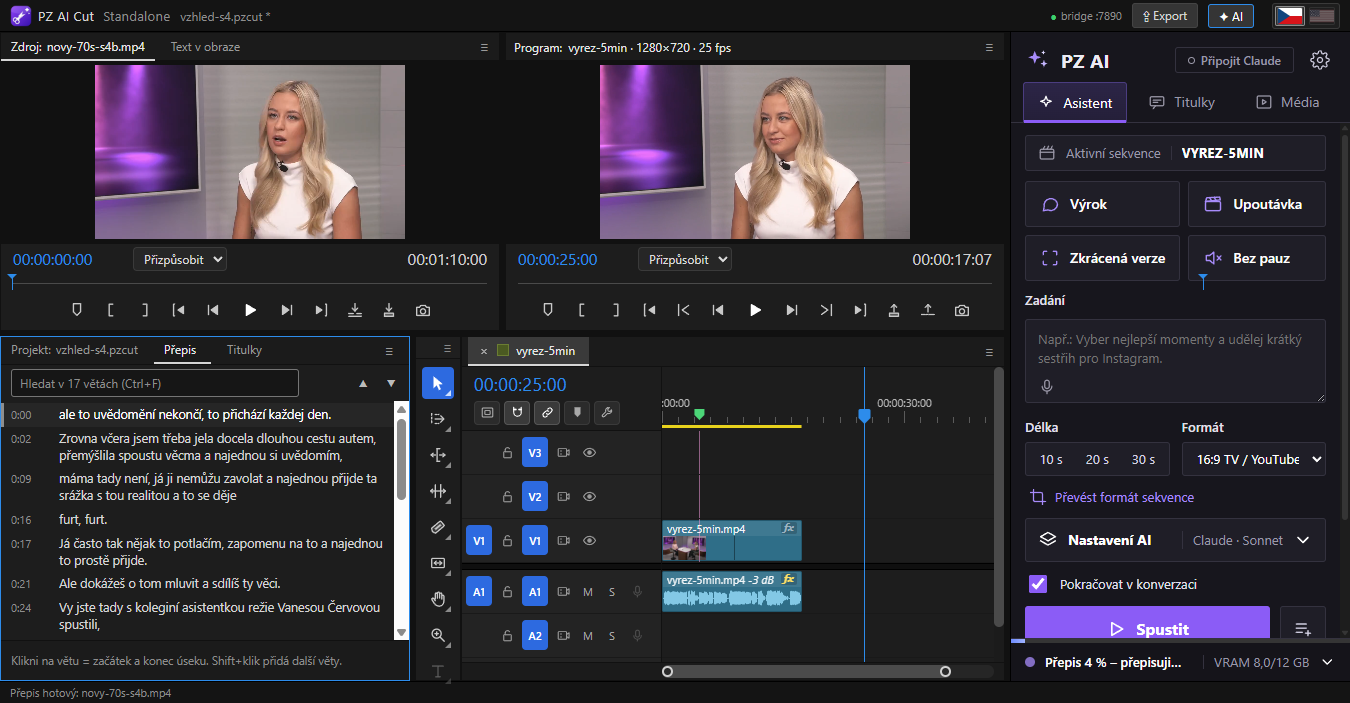 PZ AI Cut Standalone vzhled-s4.pzcut *
bridge :7890
Export
AI
Zdroj: novy-70s-s4b.mp4
Text v obraze
Program: vyrez-5min · 1280×720 · 25 fps
00:00:00:00
Přizpůsobit
00:01:10:00
00:00:25:00
Přizpůsobit
00:00:17:07
Projekt: vzhled-s4.pzcut
Přepis
Titulky
Hledat v 17 větách (Ctrl+F)
0:00 ale to uvědomění nekončí, to přichází každej den.
0:02 Zrovna včera jsem třeba jela docela dlouhou cestu autem,
přemýšlila spoustu věcma a najednou si uvědomím,
0:09 máma tady není, já ji nemůžu zavolat a najednou přijde ta
srážka s tou realitou a to se děje
0:16 furt, furt.
0:17 Já často tak nějak to potlačím, zapomenu na to a najednou
to prostě přijde.
0:21 Ale dokážeš o tom mluvit a sdílíš ty věci.
0:24 Vy jste tady s koleginí asistentkou režie Vanesou Červovou
spustili,
Klikni na větu = začátek a konec úseku. Shift+klik přidá další věty.
Přepis hotový: novy-70s-s4b.mp4
vyrez-5min
00:00:25:00
:00:00
00:00:30:00
V3
V2
V1 V1
vyrez-5min.mp4 fx
A1 A1 M S
vyrez-5min.mp4 -3 dB fx
A2 M S
PZ AI
Připojit Claude
Asistent
Titulky
Média
Aktivní sekvence VYREZ-5MIN
Výrok
Upoutávka
Zkrácená verze
Bez pauz
Zadání
Např.: Vyber nejlepší momenty a udělej krátký
sestřih pro Instagram.
Délka
Formát
10 s 20 s 30 s
16:9 TV / YouTube
Převést formát sekvence
Nastavení AI
Claude · Sonnet
Pokračovat v konverzaci
Spustit
Přepis 4 % – přepisuji...
VRAM 8,0/12 GB